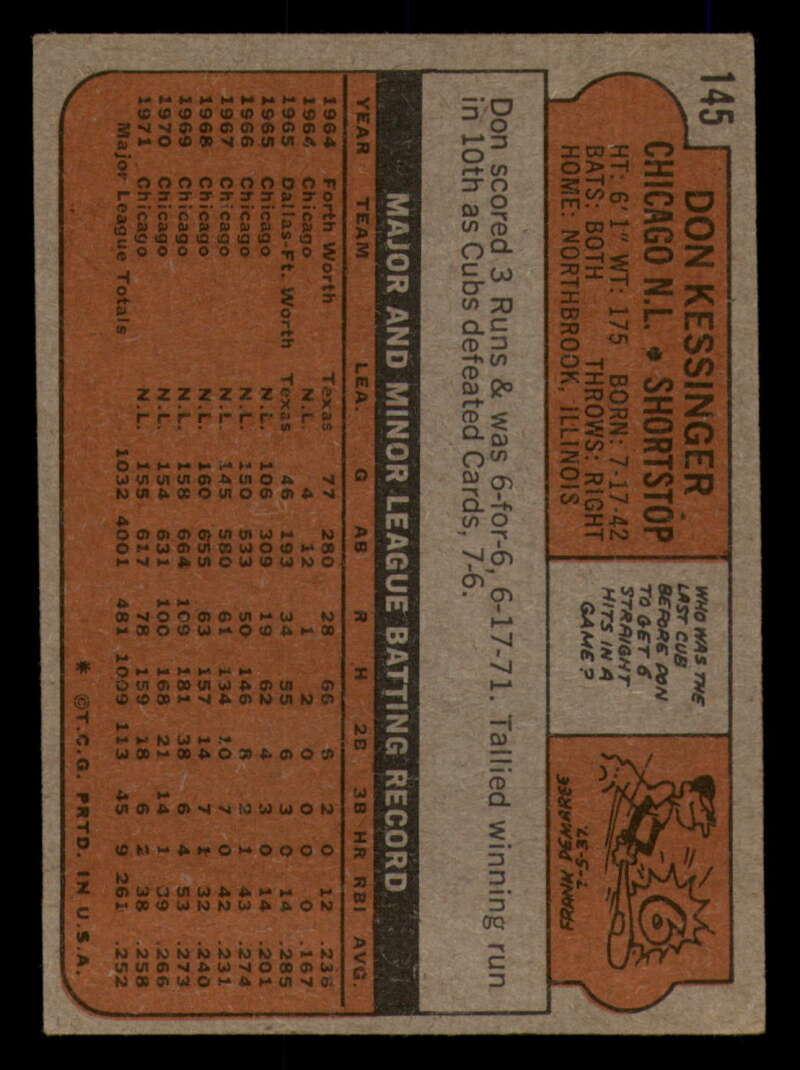 145
DON KESSINGER
CHICAGO N.L. • SHORTSTOP
HT: 6'1" WT: 175 BORN: 7-17-42
BATS: BOTH THROWS: RIGHT
HOME: NORTHBROOK, ILLINOIS
WHO WAS THE
LAST CUB
BEFORE DON
TO GET 6
STRAIGHT
HITS IN A
GAME?
6
7-5-37
FRANK DEMAREE
Don scored 3 Runs & was 6-for-6, 6-17-71. Tallied winning run
in 10th as Cubs defeated Cards, 7-6.
MAJOR AND MINOR LEAGUE BATTING RECORD
YEAR TEAM LEA. G AB R H 2B 3B HR RBI AVG.
1964 Forth Worth Texas 77 280 28 66 6 2 0 12 .236
1964 Chicago N.L. 4 12 1 2 0 0 0 0 .167
1965 Dallas-Ft. Worth Texas 46 193 34 55 6 3 0 14 .285
1965 Chicago N.L. 106 309 19 62 4 3 0 14 .201
1966 Chicago N.L. 150 533 50 146 8 2 1 43 .274
1967 Chicago N.L. 145 580 61 134 10 7 0 42 .231
1968 Chicago N.L. 160 655 63 157 14 7 1 32 .240
1969 Chicago N.L. 158 664 109 181 38 6 4 53 .273
1970 Chicago N.L. 154 631 100 168 21 14 1 39 .266
1971 Chicago N.L. 155 617 78 159 18 6 2 38 .258
Major League Totals 1032 4001 481 1009 113 45 9 261 .252
* ©T.C.G. PRTD. IN U.S.A.